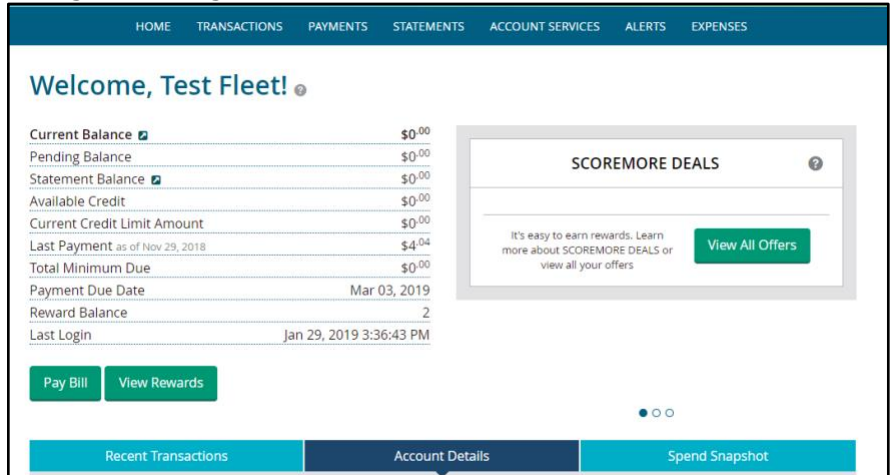 HOME TRANSACTIONS PAYMENTS STATEMENTS ACCOUNT SERVICES ALERTS EXPENSES
Welcome, Test Fleet!
Current Balance $0.00
Pending Balance $0.00
Statement Balance $0.00
Available Credit $0.00
Current Credit Limit Amount $0.00
Last Payment as of Nov 29, 2018 $4.04
Total Minimum Due $0.00
Payment Due Date Mar 03, 2019
Reward Balance 2
Last Login Jan 29, 2019 3:36:43 PM
Pay Bill View Rewards
SCOREMORE DEALS
It's easy to earn rewards. Learn
more about SCOREMORE DEALS or
view all your offers
View All Offers
Recent Transactions Account Details Spend Snapshot